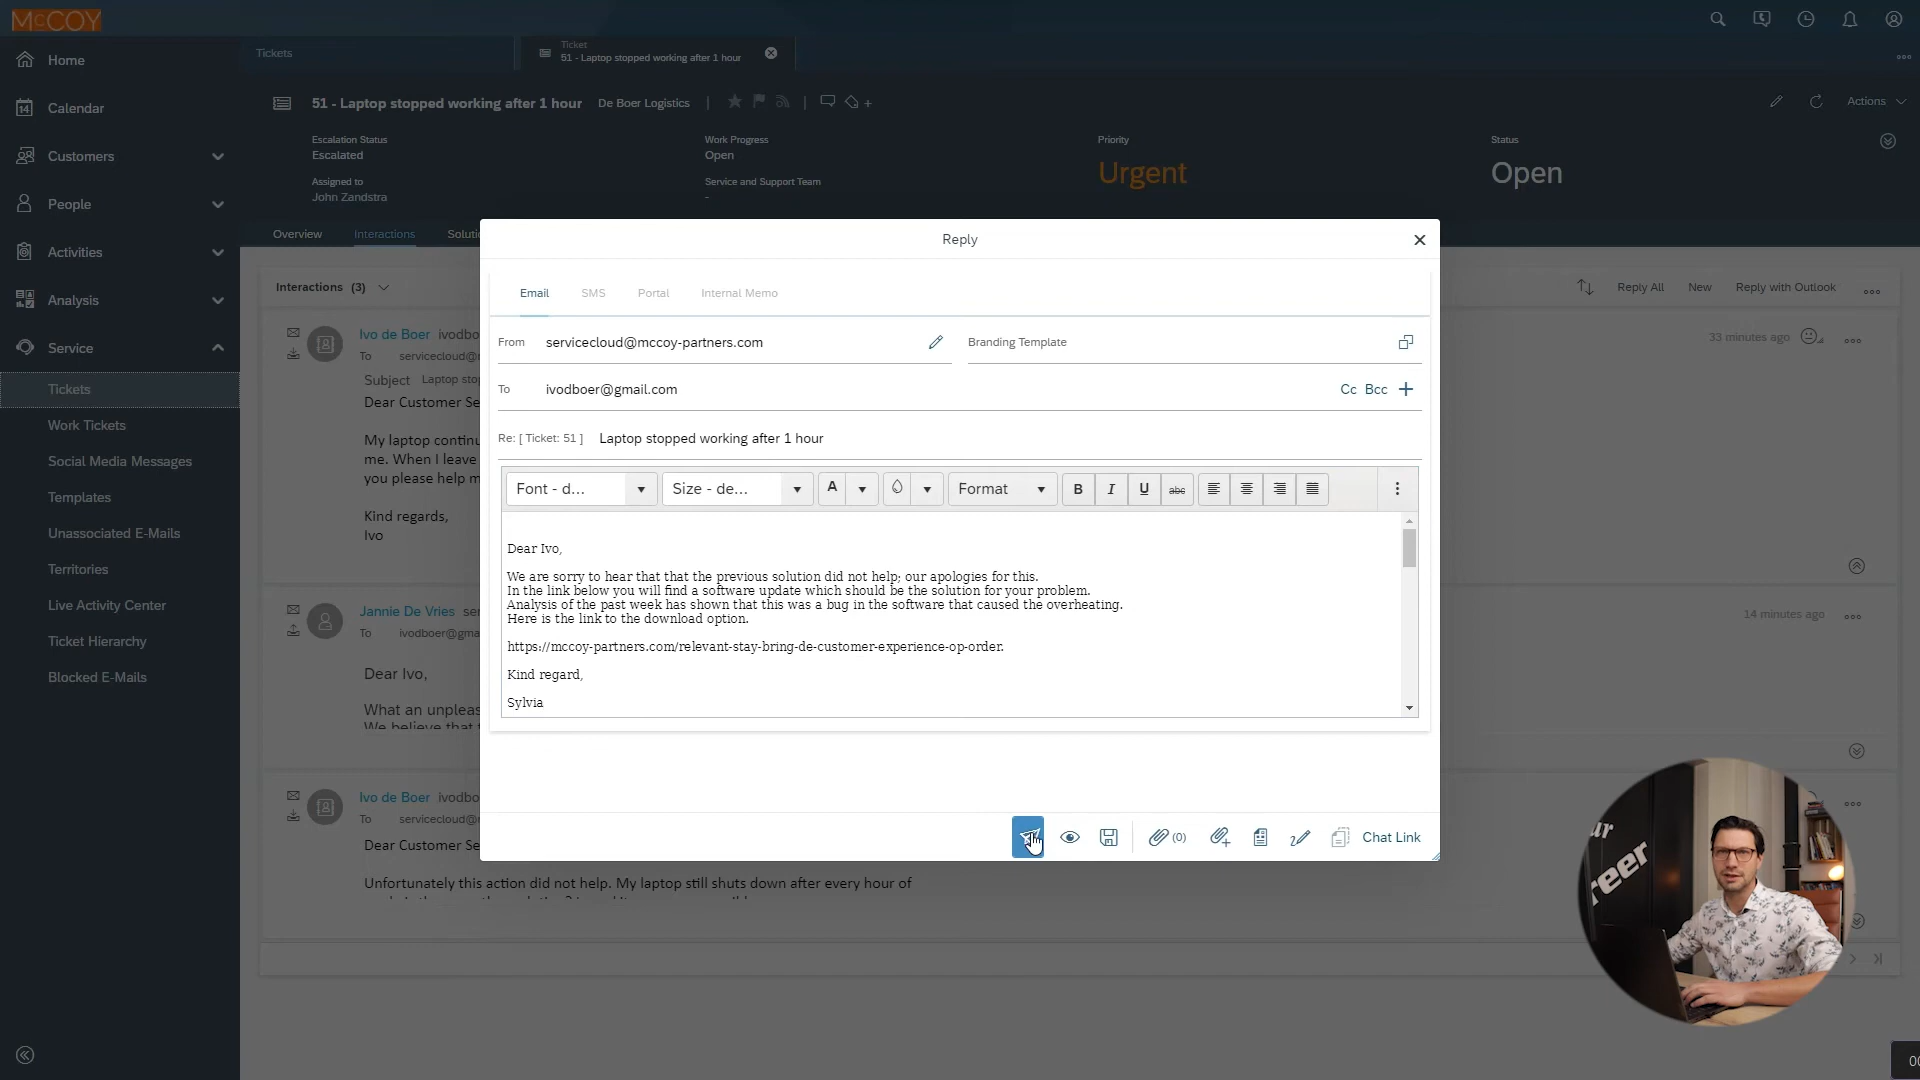 McCOY
Home
Calendar
Customers
People
Activities
Analysis
Service
Tickets
Work Tickets
Social Media Messages
Templates
Unassociated E-Mails
Territories
Live Activity Center
Ticket Hierarchy
Messages
Blocked E-Mails
Tickets
Ticket
51 - Laptop stopped working after 1 hour
51 - Laptop stopped working after 1 hour De Boer Logistics
Actions
Escalation Status
Escalated
Work Progress
Open
Priority
Urgent
Status
Open
Assigned to
John Zandstra
Service and Support Team
-
Overview Interactions
Interactions (3)
Reply All New Reply with Outlook
Ivo de Boer
To
Subject Laptop
Dear Customer
My laptop
me. When I leave
you please help
Kind regards,
Ivo
33 minutes ago
Jannie De Vries
To
Dear Ivo,
What an
We believe that
14 minutes ago
Ivo de Boer
To
Dear Customer
Unfortunately this action did not help. My laptop still shuts down after every hour of
Reply
Email SMS Portal Internal Memo
From servicecloud@mccoy-partners.com
Branding Template
To ivodboer@gmail.com
Cc Bcc
Re: [ Ticket: 51 ] Laptop stopped working after 1 hour
Font - d... Size - de... A Format B I U abc
Dear Ivo,
We are sorry to hear that that the previous solution did not help; our apologies for this.
In the link below you will find a software update which should be the solution for your problem.
Analysis of the past week has shown that this was a bug in the software that caused the overheating.
Here is the link to the download option.
https://mccoy-partners.com/relevant-stay-bring-de-customer-experience-op-order.
Kind regard,
Sylvia
(0)
Chat Link